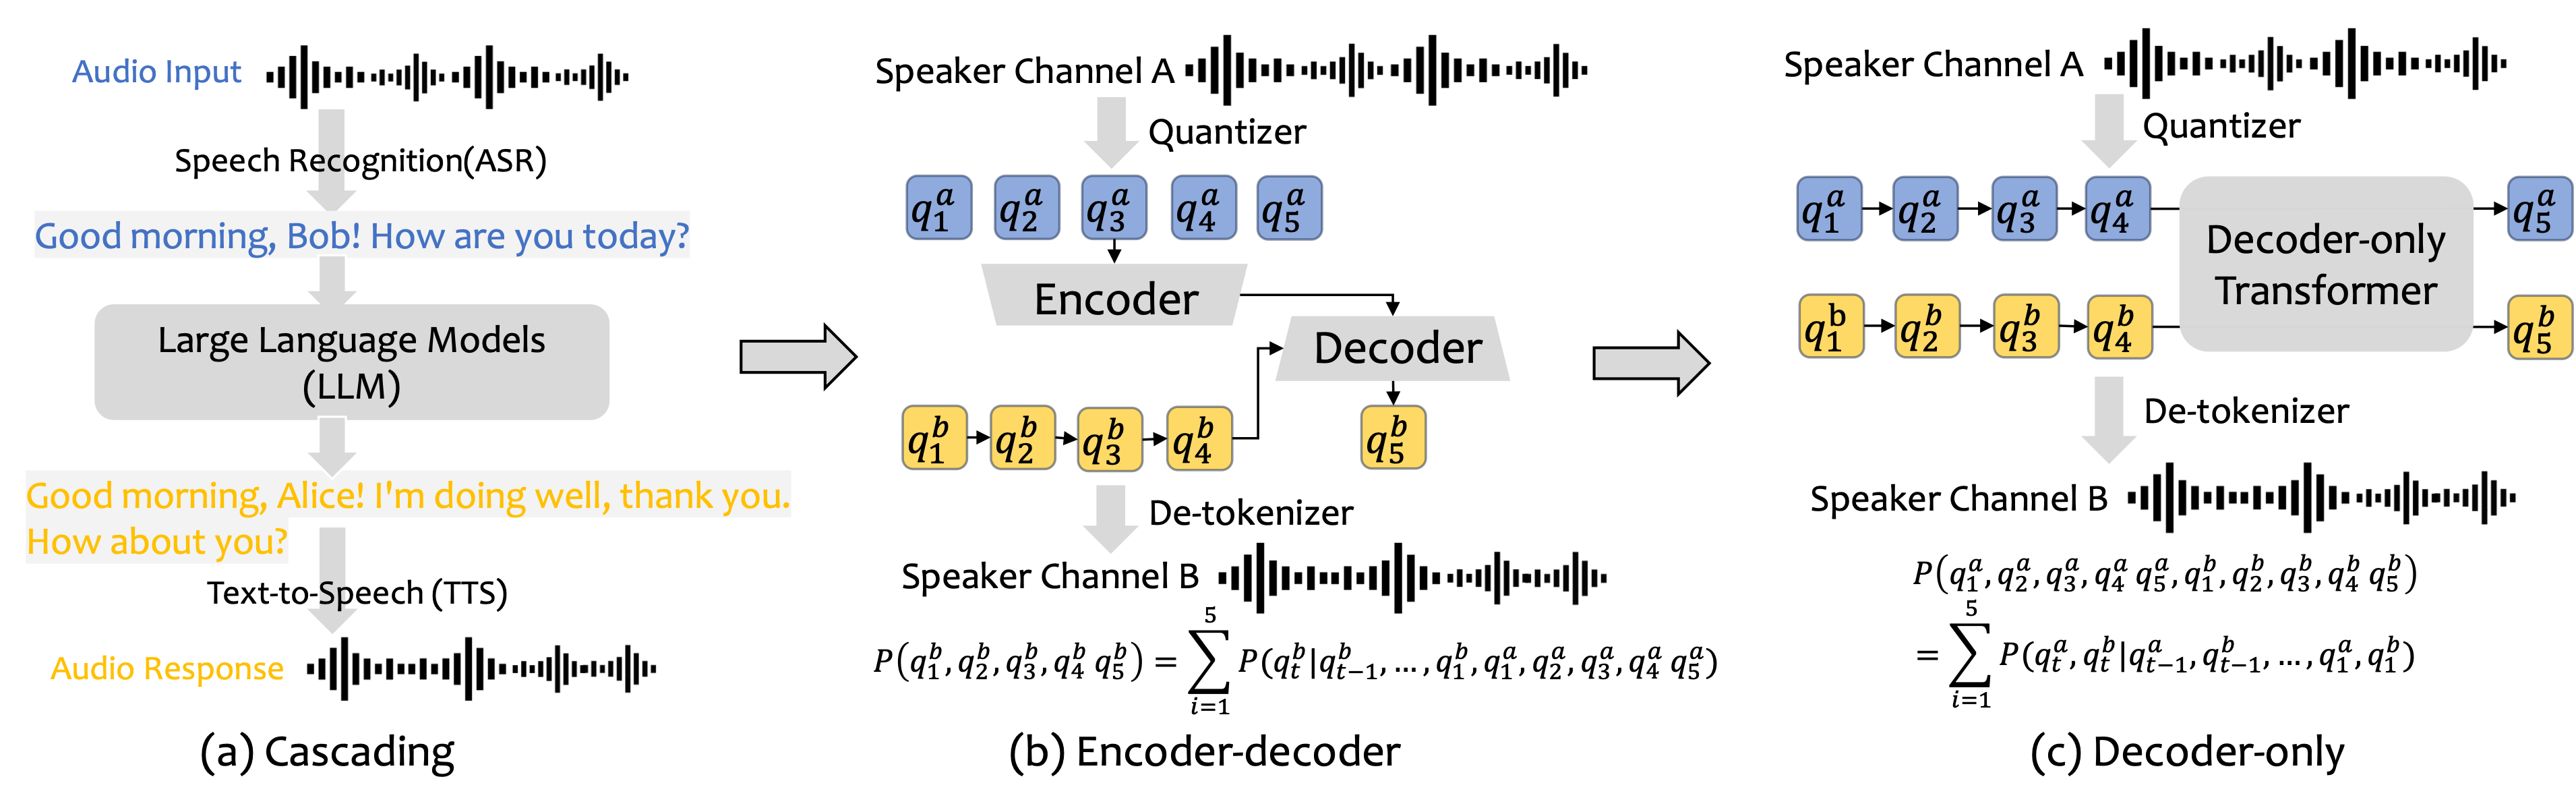 Audio Input
Speech Recognition(ASR)
Good morning, Bob! How are you today?
Large Language Models
(LLM)
Good morning, Alice! I'm doing well, thank you.
How about you?
Text-to-Speech (TTS)
Audio Response
(a) Cascading
Speaker Channel A
Quantizer
q_1^a q_2^a q_3^a q_4^a q_5^a
Encoder
Decoder
q_1^b q_2^b q_3^b q_4^b q_5^b
De-tokenizer
Speaker Channel B
P(q_1^b, q_2^b, q_3^b, q_4^b q_5^b) = \sum_{i=1}^{5} P(q_t^b|q_{t-1}^b, ..., q_1^b, q_1^a, q_2^a, q_3^a, q_4^a q_5^a)
(b) Encoder-decoder
Speaker Channel A
Quantizer
q_1^a q_2^a q_3^a q_4^a q_5^a
Decoder-only
Transformer
q_1^b q_2^b q_3^b q_4^b q_5^b
De-tokenizer
Speaker Channel B
P(q_1^a, q_2^a, q_3^a, q_4^a q_5^a, q_1^b, q_2^b, q_3^b, q_4^b q_5^b)
= \sum_{i=1}^{5} P(q_t^a, q_t^b|q_{t-1}^a, q_{t-1}^b, ..., q_1^a, q_1^b)
(c) Decoder-only